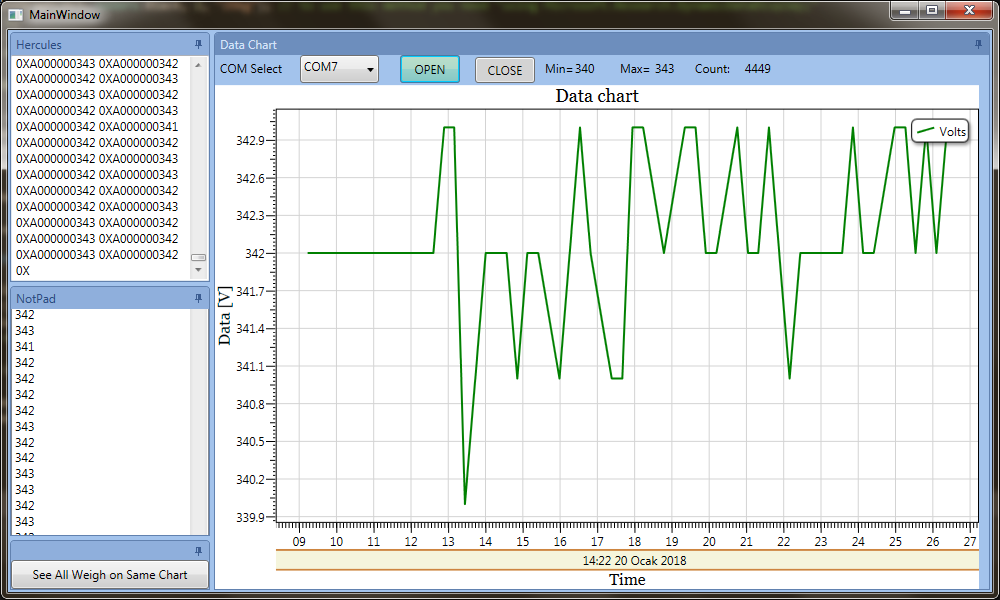 MainWindow
Hercules
0XA000000343 0XA000000342
0XA000000342 0XA000000343
0XA000000343 0XA000000342
0XA000000342 0XA000000343
0XA000000342 0XA000000341
0XA000000342 0XA000000342
0XA000000342 0XA000000343
0XA000000343 0XA000000343
0XA000000342 0XA000000342
0XA000000342 0XA000000343
0XA000000343 0XA000000342
0XA000000343 0XA000000342
0XA000000343 0XA000000342
0X
NotPad
342
343
341
342
342
342
342
343
342
342
343
343
342
343
See All Weigh on Same Chart
Data Chart
COM Select COM7 OPEN CLOSE Min= 340 Max= 343 Count: 4449
Data chart
Volts
342.9
342.6
342.3
342
341.7
341.4
341.1
340.8
340.5
340.2
339.9
Data [V]
09 10 11 12 13 14 15 16 17 18 19 20 21 22 23 24 25 26 27
14:22 20 Ocak 2018
Time